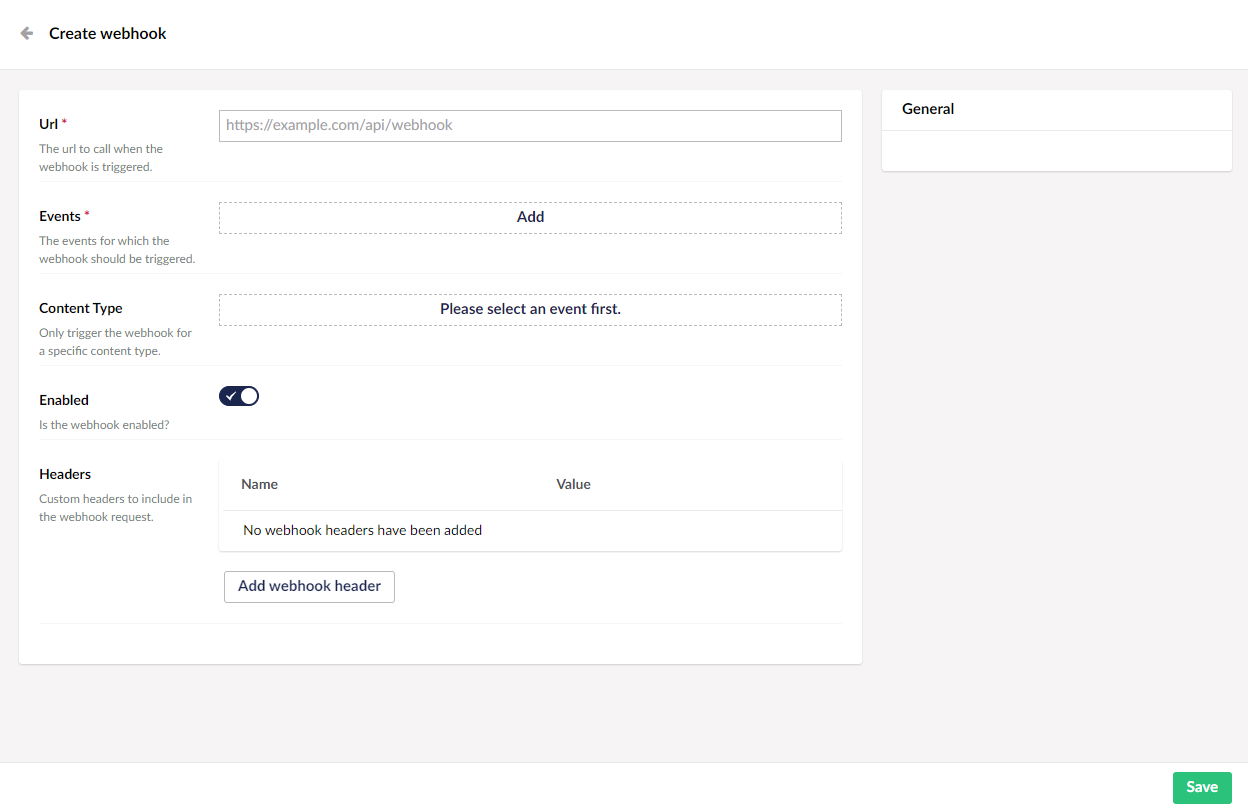 Create webhook
Url *
https://example.com/api/webhook
The url to call when the
webhook is triggered.
Events *
Add
The events for which the
webhook should be triggered.
Content Type
Please select an event first.
Only trigger the webhook for
a specific content type.
Enabled
Is the webhook enabled?
Headers
Custom headers to include in
the webhook request.
Name Value
No webhook headers have been added
Add webhook header
General
Save